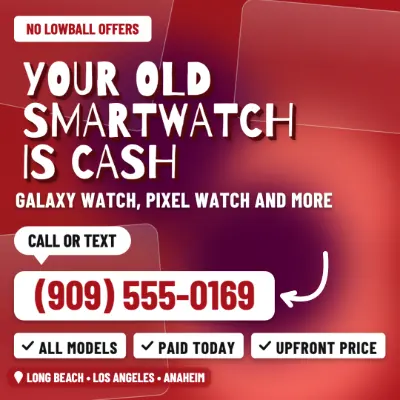 NO LOWBALL OFFERS
YOUR OLD
SMARTWATCH
IS CASH
GALAXY WATCH, PIXEL WATCH AND MORE
CALL OR TEXT
(909) 555-0169
ALL MODELS
PAID TODAY
UPFRONT PRICE
LONG BEACH • LOS ANGELES • ANAHEIM